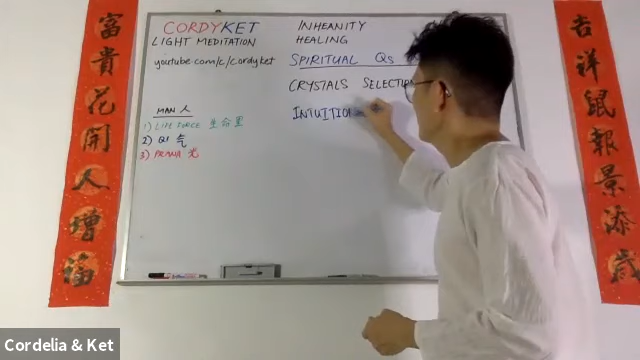 富貴花開人增福
CORDYKET
LIGHT MEDITATION
youtube.com/c/cordyket
MAN 人
1) LIFE FORCE 生命
2) QI 气
3) PRANA 光
INHEANITY
HEALING
SPIRITUAL Qs
CRYSTALS SELECTION
吉祥鼠報景添歲
Cordelia & Ket